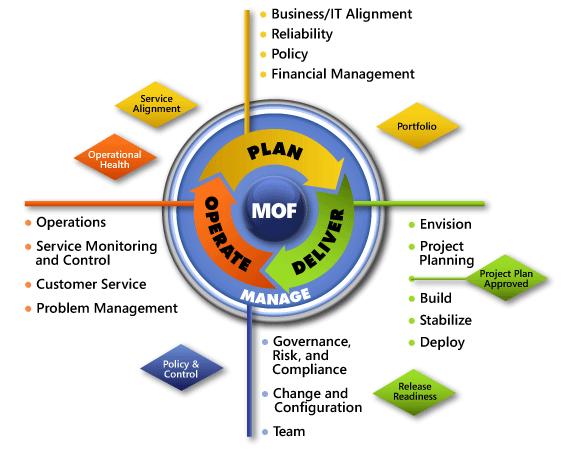 Business/IT Alignment
Reliability
Policy
Financial Management
Service
Alignment
Portfolio
Operational
Health
PLAN
DELIVER
OPERATE
MOF
MANAGE
Operations
Service Monitoring
and Control
Customer Service
Problem Management
Envision
Project
Planning
Project Plan
Approved
Build
Stabilize
Deploy
Policy &
Control
Governance,
Risk, and
Compliance
Change and
Configuration
Team
Release
Readiness